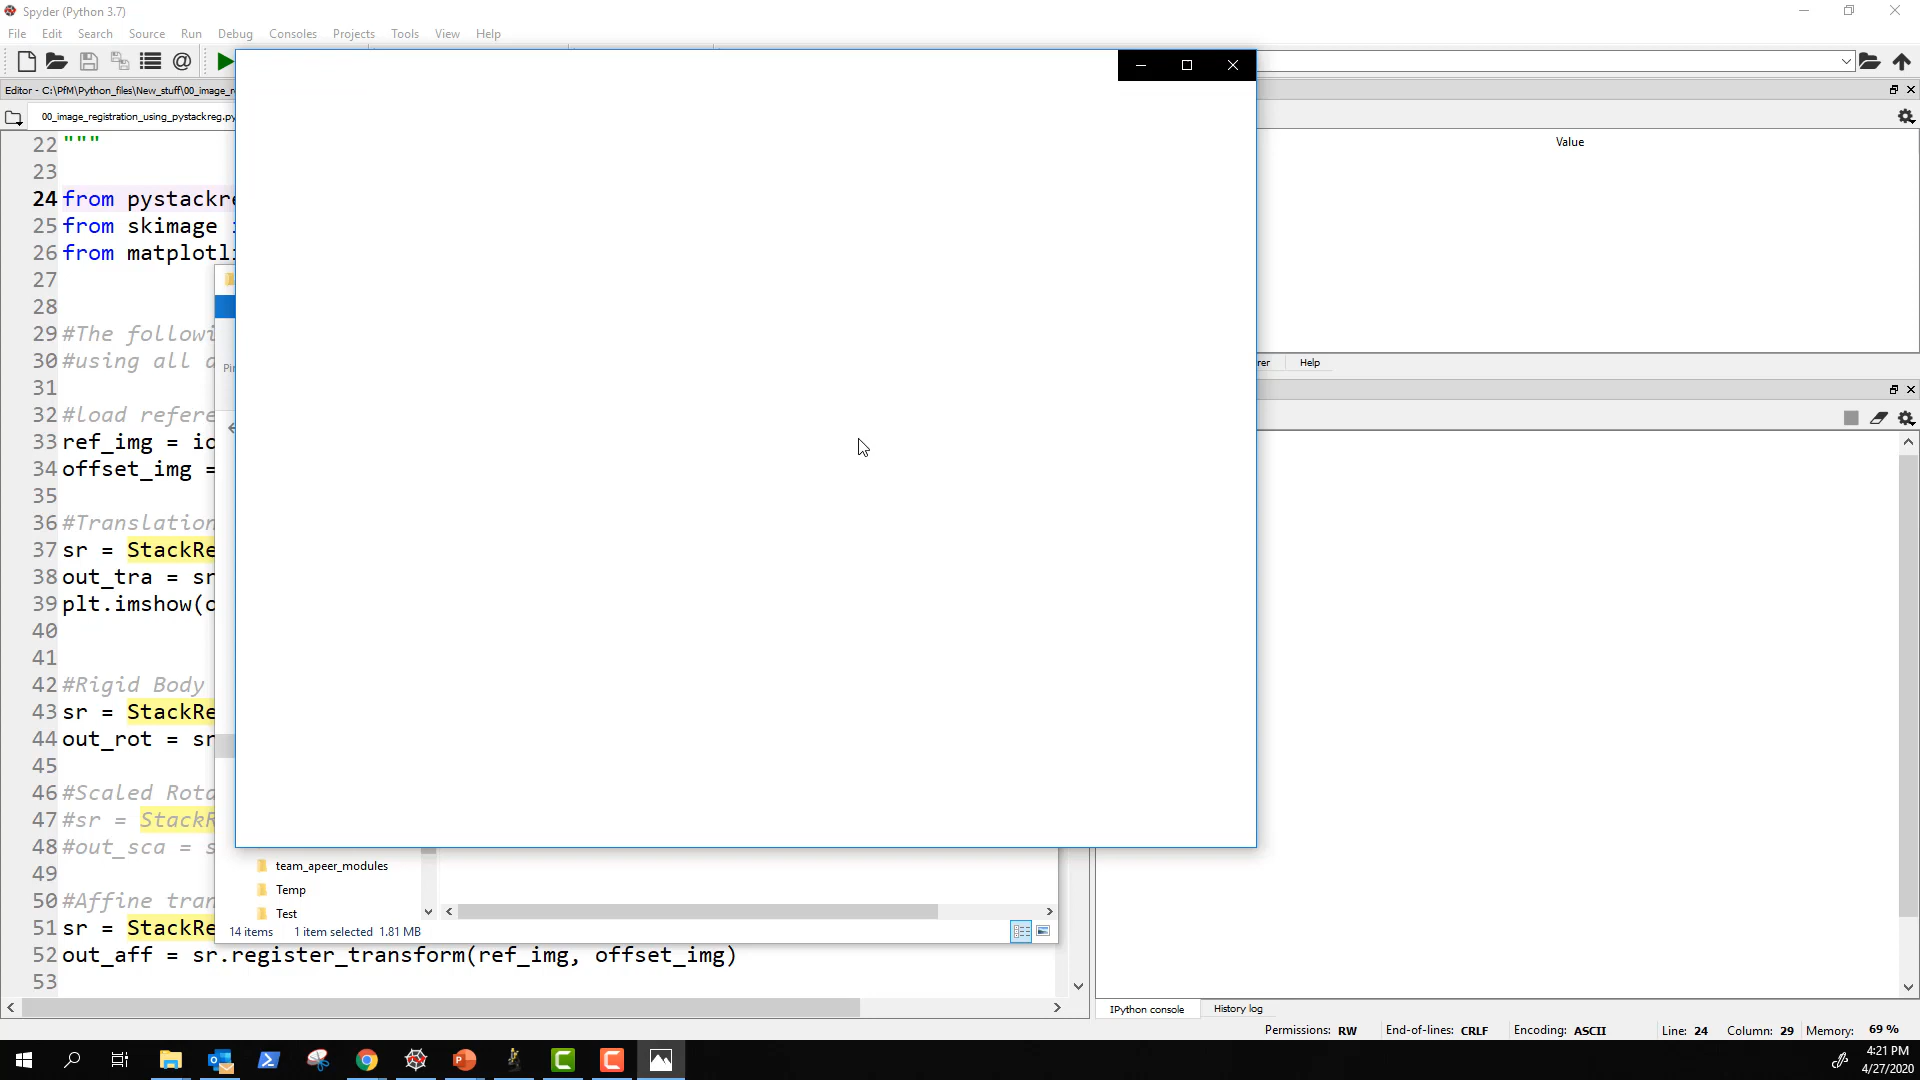 Spyder (Python 3.7)
File Edit Search Source Run Debug Consoles Projects Tools View Help
Editor - C:\PfM\Python_files\New_stuff\00_image_r
00_image_registration_using_pystackreg.py
Value
22 """
23
24 from pystackre
25 from skimage i
26 from matplotli
27
28
29 #The followi
30 #using all a
31
32 #load refere
33 ref_img = io
34 offset_img =
35
36 #Translation
37 sr = StackRe
38 out_tra = sr
39 plt.imshow(o
40
41
42 #Rigid Body
43 sr = StackRe
44 out_rot = sr
45
46 #Scaled Rota
47 #sr = StackR
48 #out_sca = s
49
50 #Affine tran
51 sr = StackRe
52 out_aff = sr.register_transform(ref_img, offset_img)
53
Pi
rer Help
team_apeer_modules
Temp
Test
14 items 1 item selected 1.81 MB
IPython console History log
Permissions: RW End-of-lines: CRLF Encoding: ASCII Line: 24 Column: 29 Memory: 69 %
4:21 PM
4/27/2020